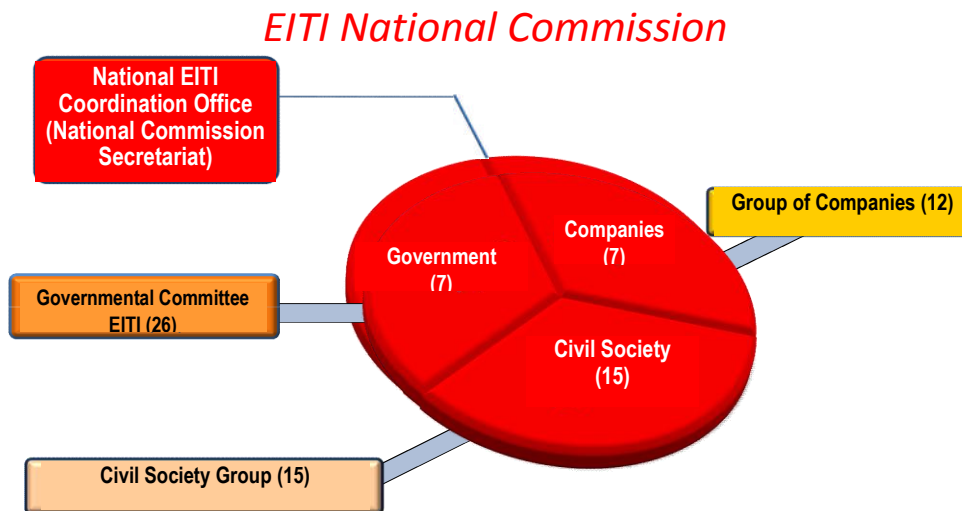 EITI National Commission
National EITI
Coordination Office
(National Commission
Secretariat)
Group of Companies (12)
Companies
(7)
Government
(7)
Governmental Committee
EITI (26)
Civil Society
(15)
Civil Society Group (15)